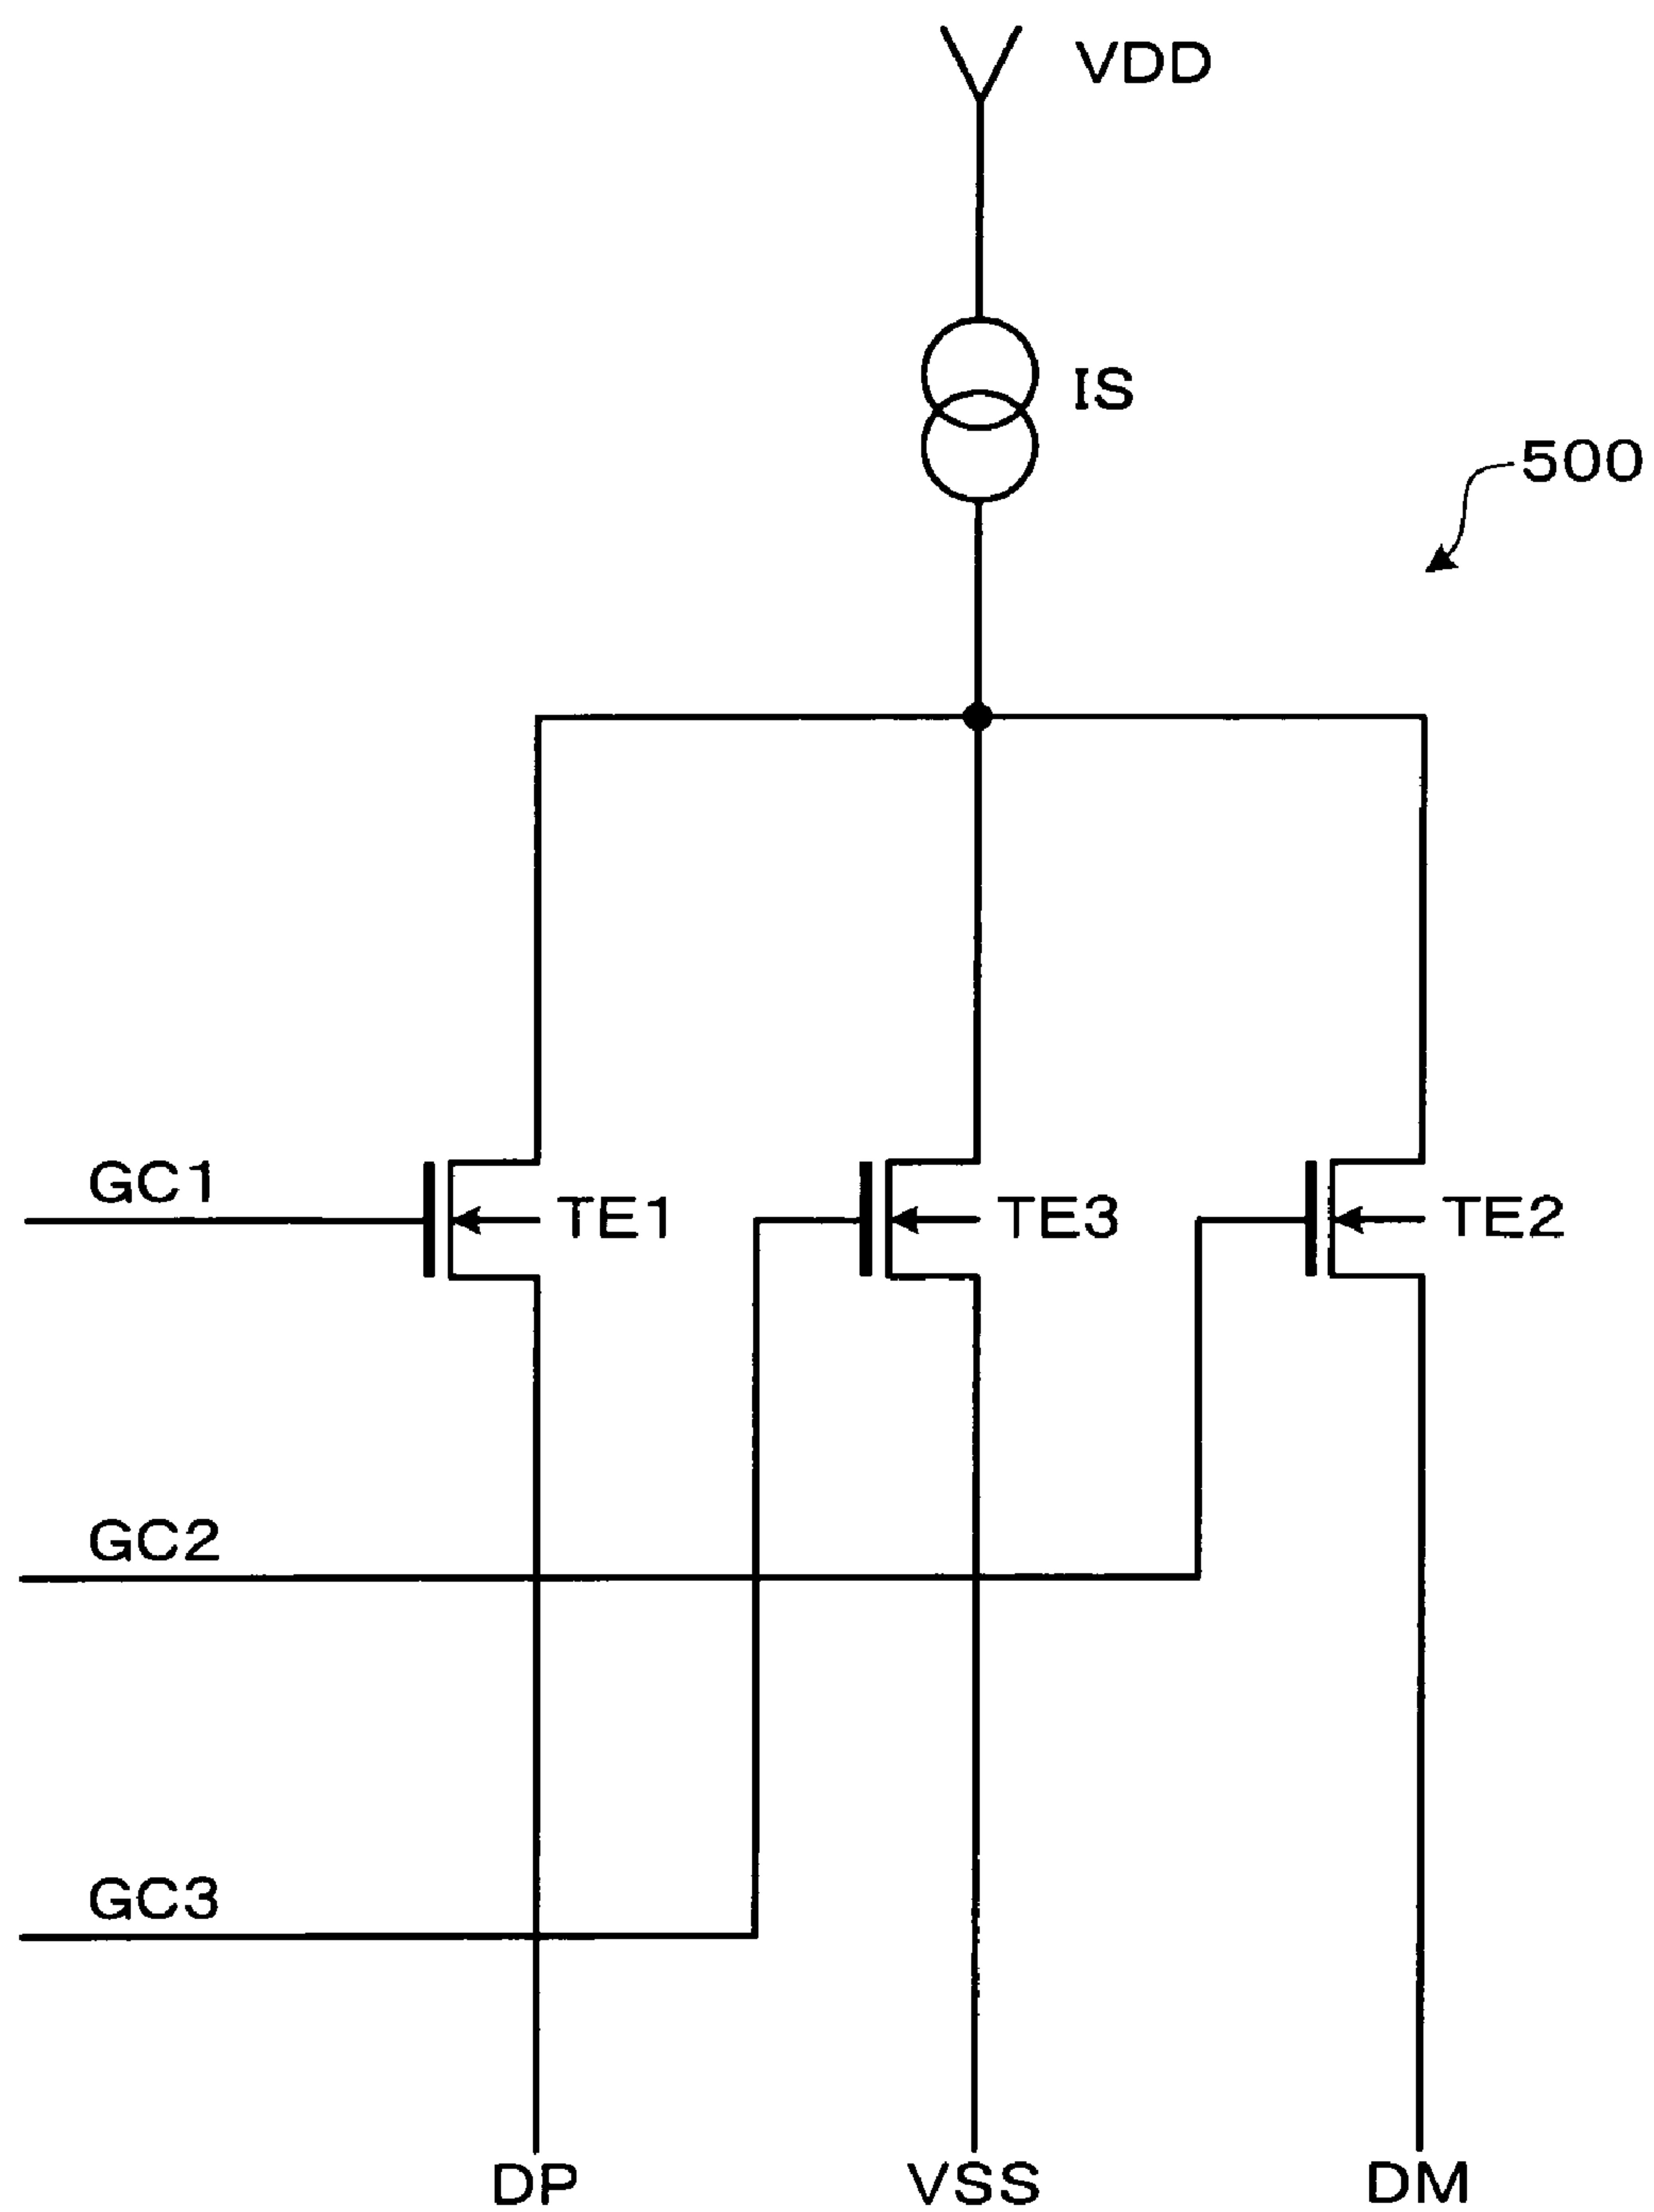 VDD
IS
500
GC1
TE1
TE3
TE2
GC2
GC3
DP
VSS
DM